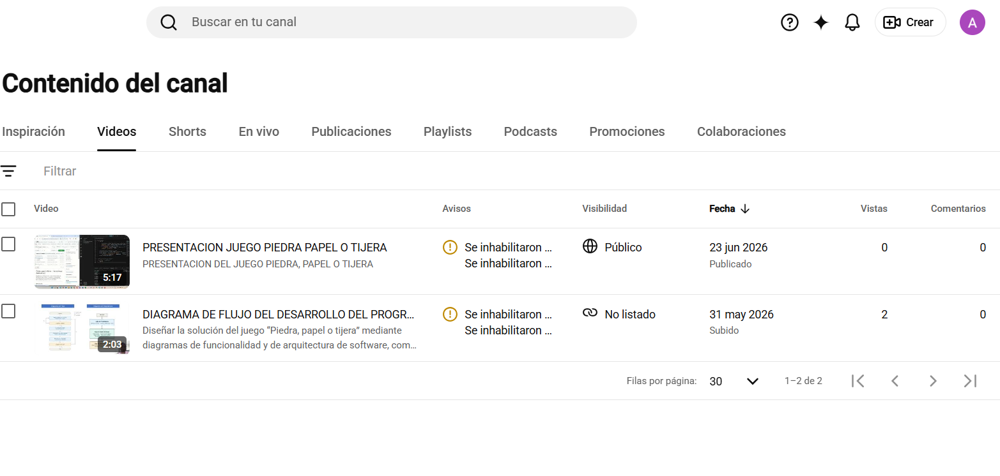 Buscar en tu canal
Crear
A
Contenido del canal
Inspiración Videos Shorts En vivo Publicaciones Playlists Podcasts Promociones Colaboraciones
Filtrar
Video Avisos Visibilidad Fecha Vistas Comentarios
5:17
PRESENTACION JUEGO PIEDRA PAPEL O TIJERA
PRESENTACION DEL JUEGO PIEDRA, PAPEL O TIJERA
Se inhabilitaron ...
Se inhabilitaron ...
Público
23 jun 2026
Publicado
0
0
2:03
DIAGRAMA DE FLUJO DEL DESARROLLO DEL PROGR...
Diseñar la solución del juego “Piedra, papel o tijera” mediante
diagramas de funcionalidad y de arquitectura de software, com...
Se inhabilitaron ...
Se inhabilitaron ...
No listado
31 may 2026
Subido
2
0
Filas por página: 30 1–2 de 2